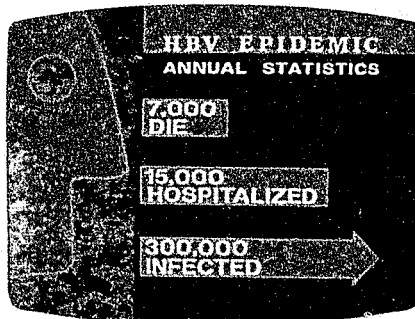 HBV EPIDEMIC
ANNUAL STATISTICS
7,000
DIE
15,000
HOSPITALIZED
300,000
INFECTED